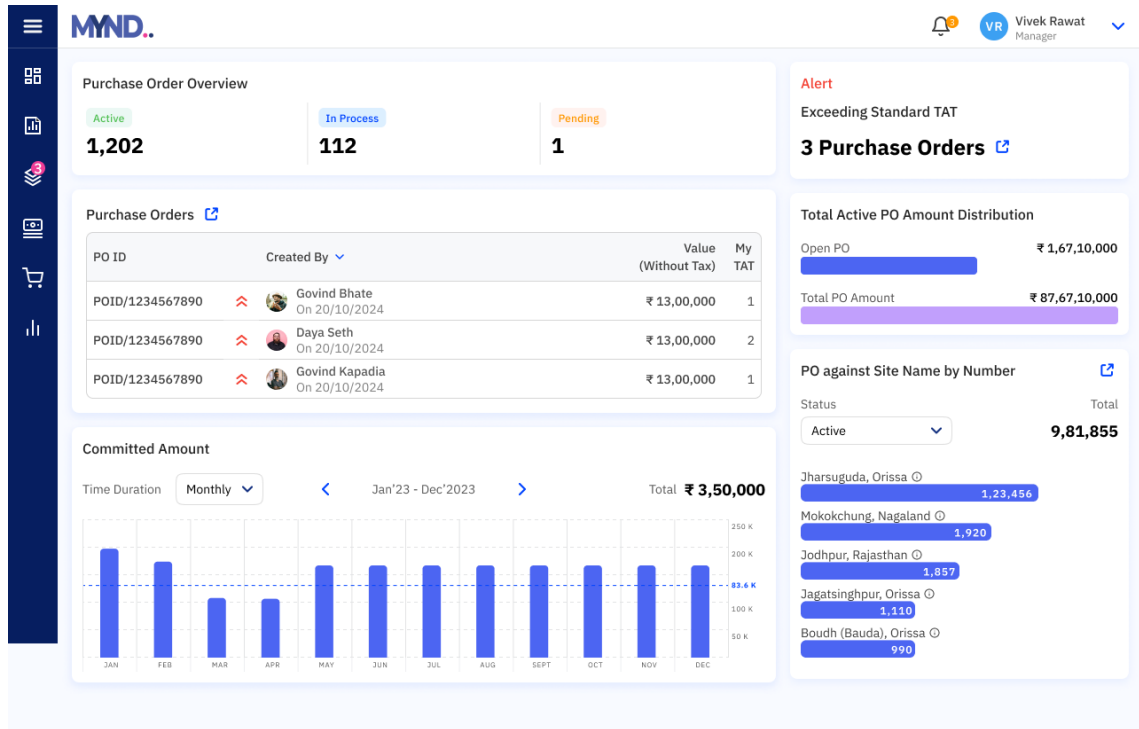 MYND..
3
VR
Vivek Rawat
Manager
3
Purchase Order Overview
Active
1,202
In Process
112
Pending
1
Alert
Exceeding Standard TAT
3 Purchase Orders
Purchase Orders
PO ID
Created By
Value
(Without Tax)
My
TAT
POID/1234567890
Govind Bhate
On 20/10/2024
₹ 13,00,000
1
POID/1234567890
Daya Seth
On 20/10/2024
₹ 13,00,000
2
POID/1234567890
Govind Kapadia
On 20/10/2024
₹ 13,00,000
1
Total Active PO Amount Distribution
Open PO ₹ 1,67,10,000
Total PO Amount ₹ 87,67,10,000
Committed Amount
Time Duration
Monthly
Jan'23 - Dec'2023
Total ₹ 3,50,000
250 K
200 K
83.6 K
100 K
50 K
JAN FEB MAR APR MAY JUN JUL AUG SEPT OCT NOV DEC
PO against Site Name by Number
Status Total
Active 9,81,855
Jharsuguda, Orissa
1,23,456
Mokokchung, Nagaland
1,920
Jodhpur, Rajasthan
1,857
Jagatsinghpur, Orissa
1,110
Boudh (Bauda), Orissa
990